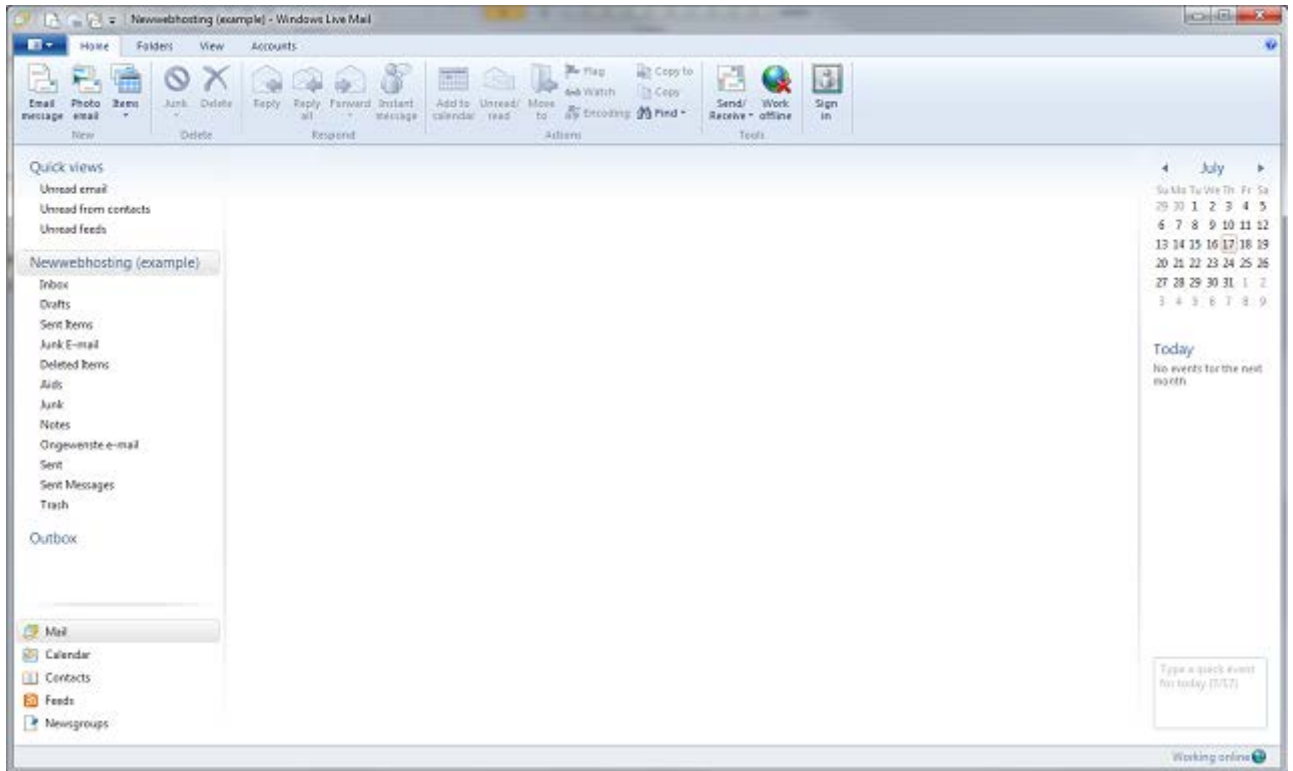 Newwebhosting (example) - Windows Live Mail
Home Folders View Accounts
Email message Photo email Items Junk Delete Reply Reply all Forward Instant message Add to calendar Unread/ read Move to Flag Watch Encoding Copy to Copy Find Send/ Receive Work offline Sign in
New Delete Respond Actions Tools
Quick views
Unread email
Unread from contacts
Unread feeds
Newwebhosting (example)
Inbox
Drafts
Sent Items
Junk E-mail
Deleted Items
Aids
Junk
Notes
Ongewenste e-mail
Sent
Sent Messages
Trash
Outbox
Mail
Calendar
Contacts
Feeds
Newsgroups
July
Su Mo Tu We Th Fr Sa
29 30 1 2 3 4 5
6 7 8 9 10 11 12
13 14 15 16 17 18 19
20 21 22 23 24 25 26
27 28 29 30 31 1 2
3 4 5 6 7 8 9
Today
No events for the next
month
Type a quick event
for today (7/17)
Working online